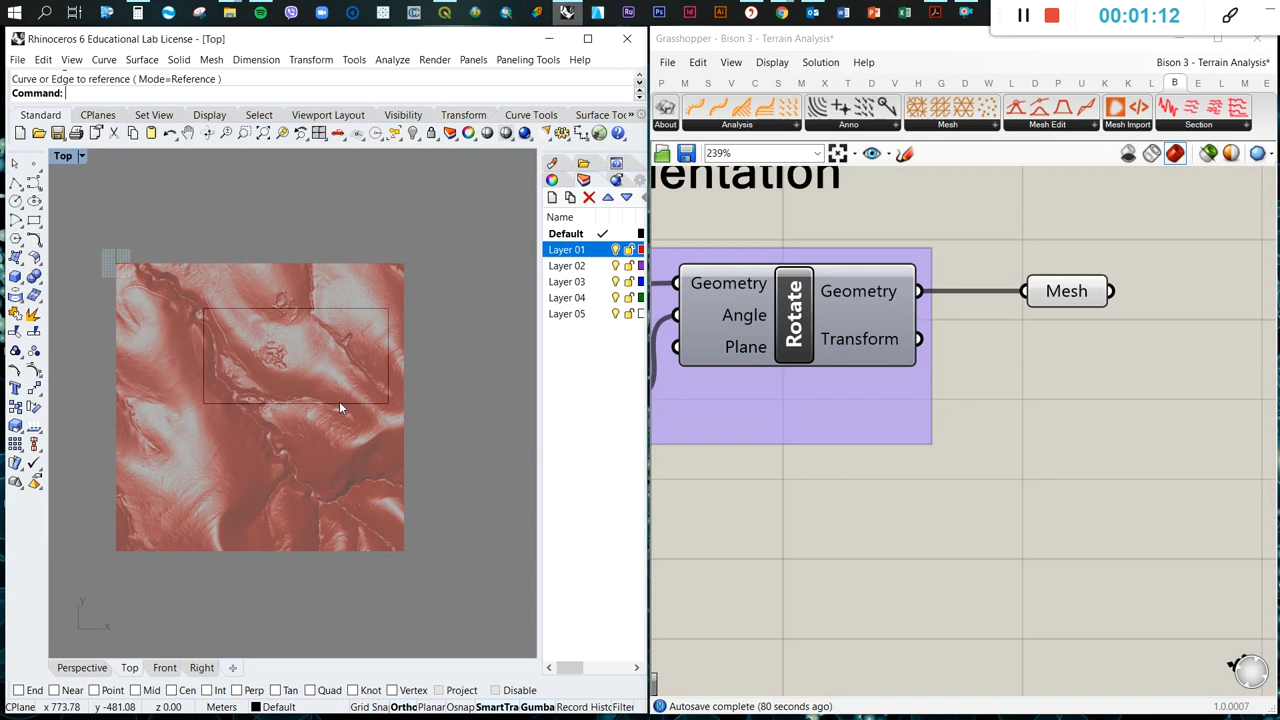 00:01:12
Rhinoceros 6 Educational Lab License - [Top]
File Edit View Curve Surface Solid Mesh Dimension Transform Tools Analyze Render Panels Paneling Tools Help
Curve or Edge to reference ( Mode=Reference )
Command:
Standard CPlanes Set View Display Select Viewport Layout Visibility Transform Curve Tools Surface Too
Top
Name
Default
Layer 01
Layer 02
Layer 03
Layer 04
Layer 05
y
x
Perspective Top Front Right
End Near Point Mid Cen Int Perp Tan Quad Knot Vertex Project Disable
CPlane x 773.78 y -481.08 z 0.00 Meters Default Grid Snap Ortho Planar Osnap SmartTra Gumba Record Hist Filter
Grasshopper - Bison 3 - Terrain Analysis*
File Edit View Display Solution Help
Bison 3 - Terrain Analysis*
P M S V C M S I X T D W L E H F K L B E T D W L M E
About Analysis Anno Mesh Mesh Edit Mesh Import Section
239%
entation
Geometry
Angle
Plane
Rotate
Geometry
Transform
Mesh
Autosave complete (80 seconds ago)
1.0.0007